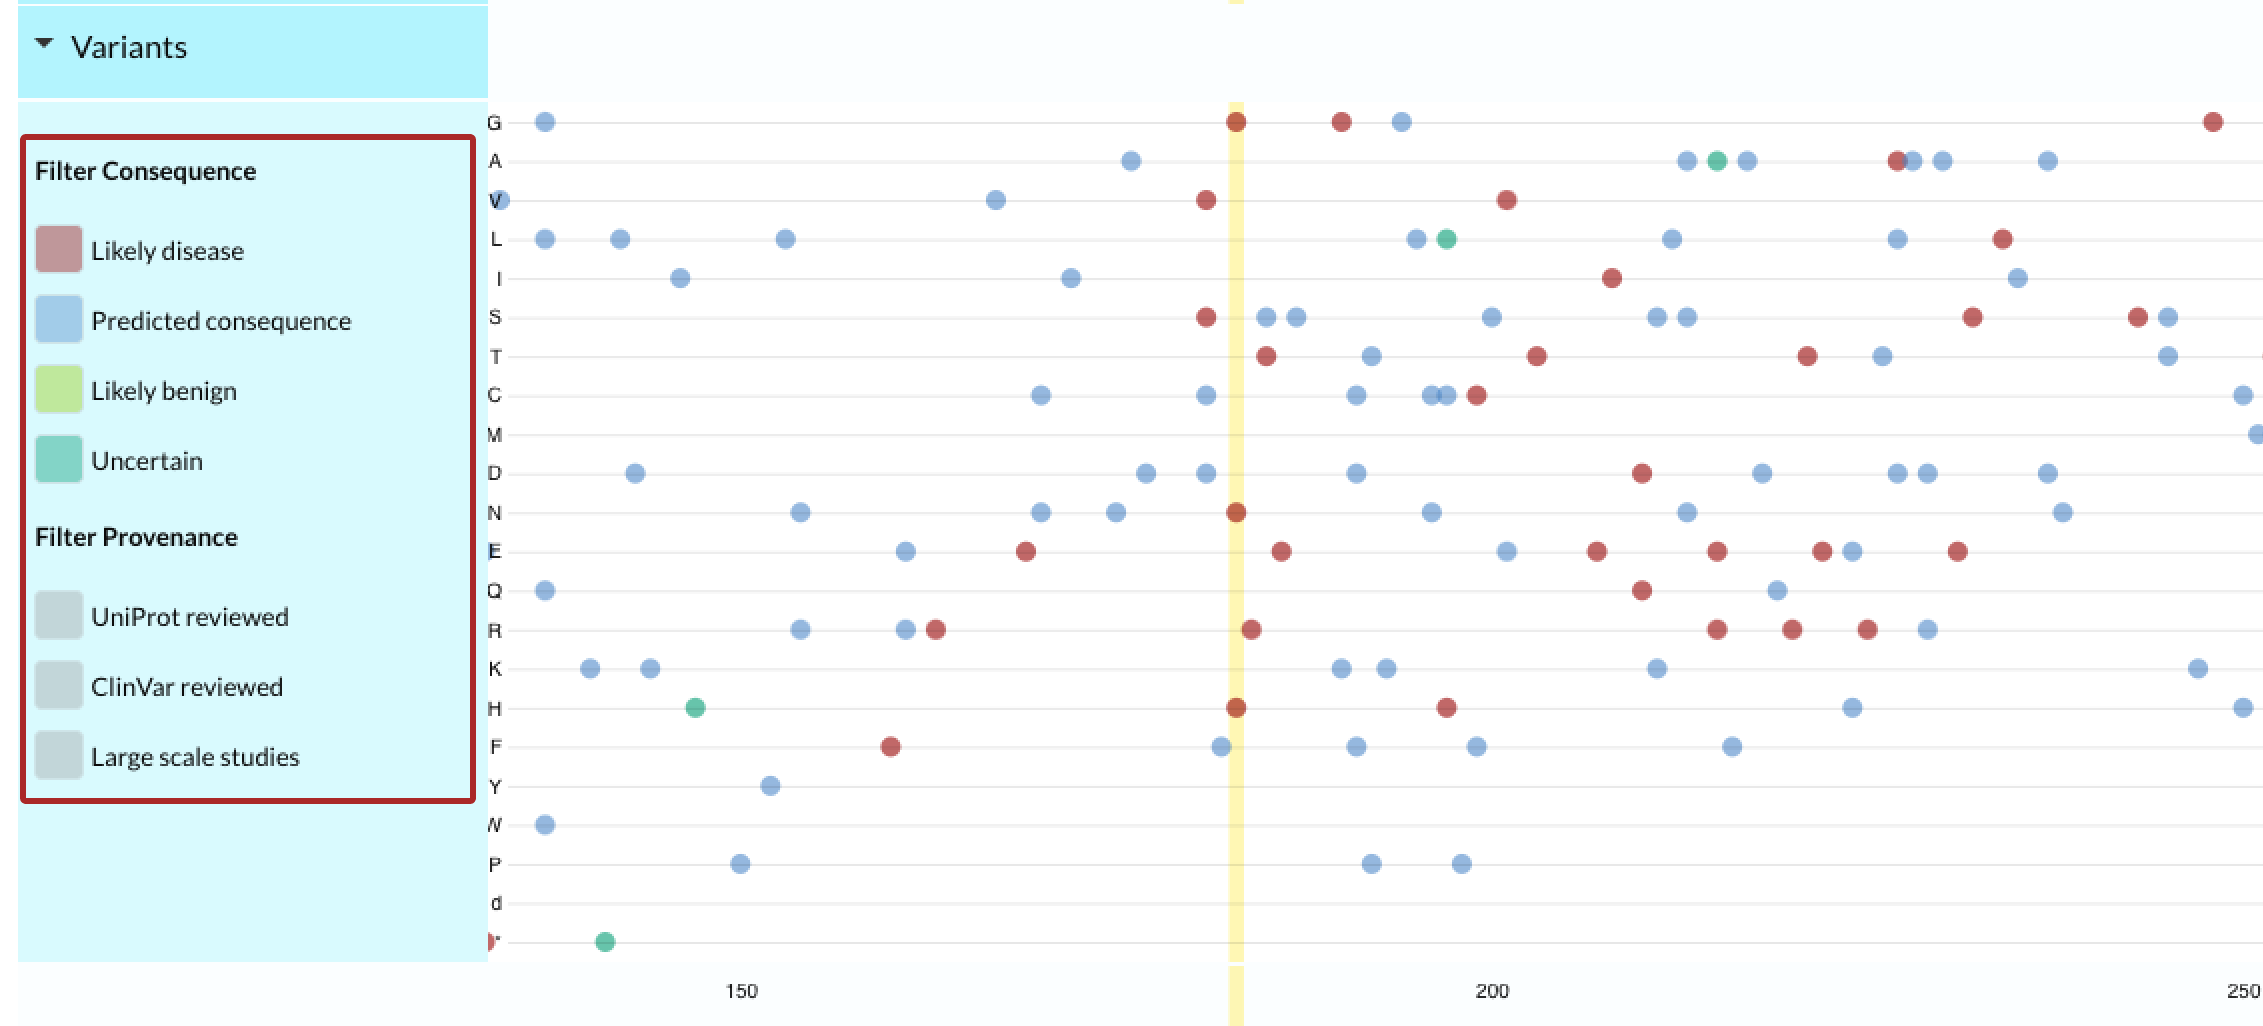 Variants
Filter Consequence
Likely disease
Predicted consequence
Likely benign
Uncertain
Filter Provenance
UniProt reviewed
ClinVar reviewed
Large scale studies
G
A
V
L
I
S
T
C
M
D
N
E
Q
R
K
H
F
Y
W
P
d
*
150 200 250